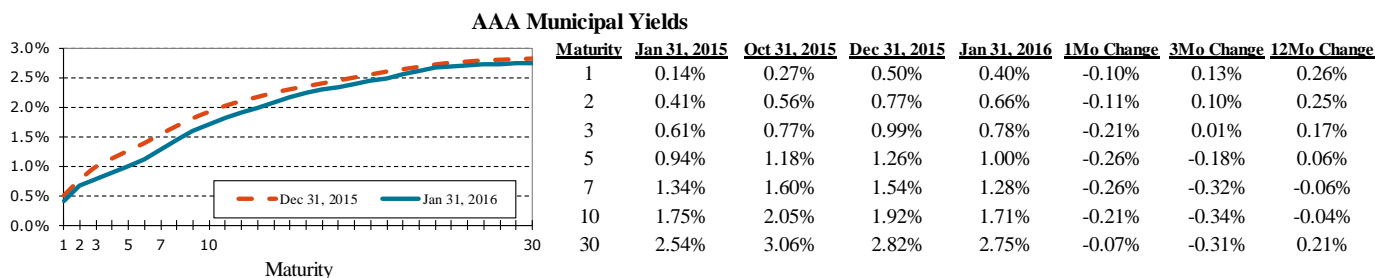 AAA Municipal Yields
3.0%
2.5%
2.0%
1.5%
1.0%
0.5%
0.0%
Dec 31, 2015 Jan 31, 2016
1 2 3 5 7 10 30
Maturity
Maturity Jan 31, 2015 Oct 31, 2015 Dec 31, 2015 Jan 31, 2016 1Mo Change 3Mo Change 12Mo Change
1 0.14% 0.27% 0.50% 0.40% -0.10% 0.13% 0.26%
2 0.41% 0.56% 0.77% 0.66% -0.11% 0.10% 0.25%
3 0.61% 0.77% 0.99% 0.78% -0.21% 0.01% 0.17%
5 0.94% 1.18% 1.26% 1.00% -0.26% -0.18% 0.06%
7 1.34% 1.60% 1.54% 1.28% -0.26% -0.32% -0.06%
10 1.75% 2.05% 1.92% 1.71% -0.21% -0.34% -0.04%
30 2.54% 3.06% 2.82% 2.75% -0.07% -0.31% 0.21%